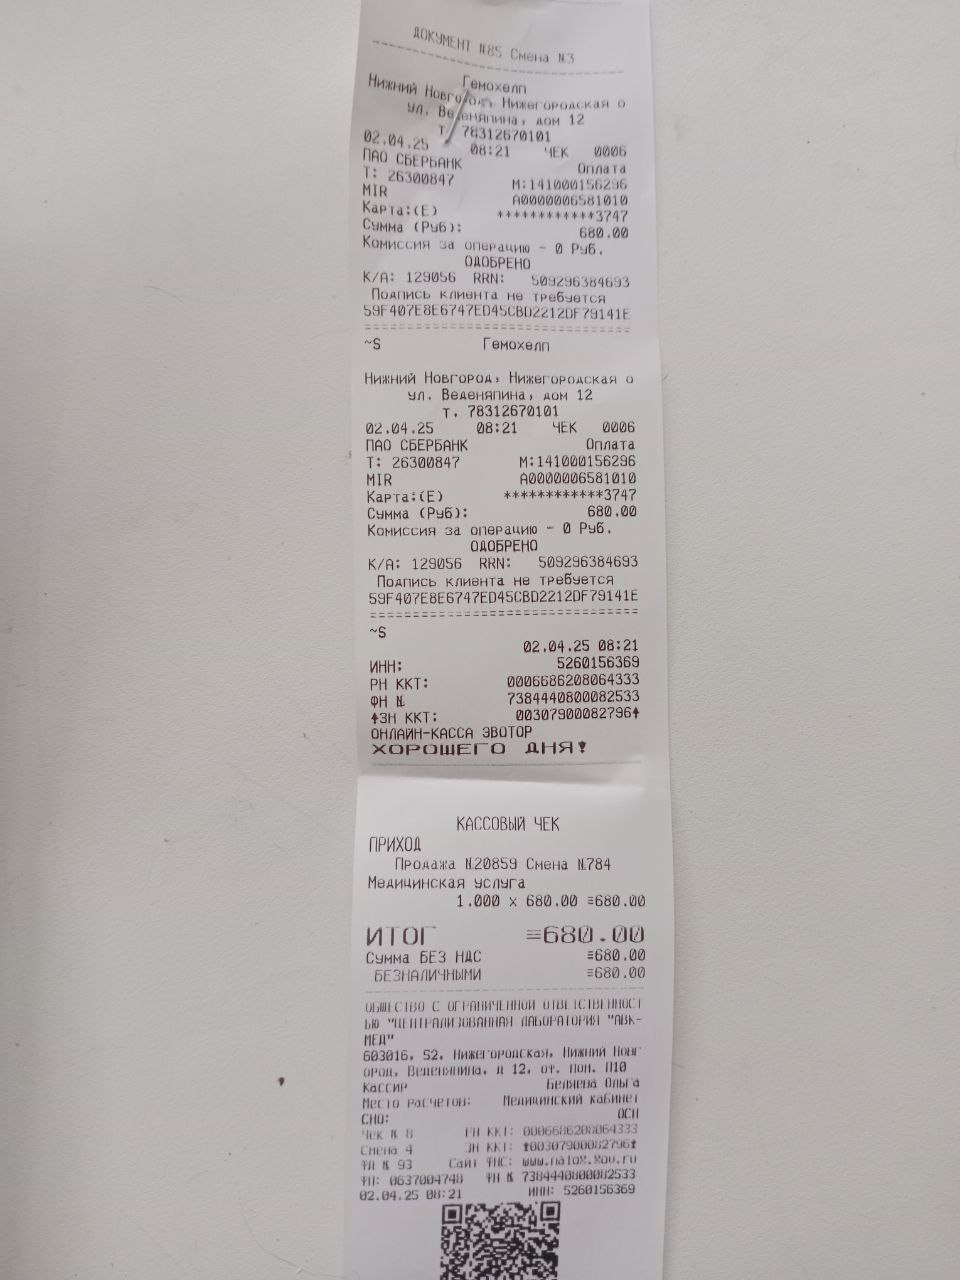 ДОКУМЕНТ №85 Смена №3
Гемохелп
Нижний Новгород, Нижегородская о
ул. Веденяпина, дом 12
т. 78312670101
02.04.25 08:21 ЧЕК 0006
ПАО СБЕРБАНК Оплата
Т: 26300847 М:141000156296
MIR A0000006581010
Карта:(E) ************3747
Сумма (Руб): 680.00
Комиссия за операцию - 0 Руб.
ОДОБРЕНО
К/А: 129056 RRN: 509296384693
Подпись клиента не требуется
59F407E8E6747ED45CBD2212DF79141E
================================
~S Гемохелп
Нижний Новгород, Нижегородская о
ул. Веденяпина, дом 12
т. 78312670101
02.04.25 08:21 ЧЕК 0006
ПАО СБЕРБАНК Оплата
Т: 26300847 М:141000156296
MIR A0000006581010
Карта:(E) ************3747
Сумма (Руб): 680.00
Комиссия за операцию - 0 Руб.
ОДОБРЕНО
К/А: 129056 RRN: 509296384693
Подпись клиента не требуется
59F407E8E6747ED45CBD2212DF79141E
================================
~S
02.04.25 08:21
ИНН: 5260156369
РН ККТ: 0006686208064333
ФН № 7384440800082533
↑ЗН ККТ: 00307900082796↑
ОНЛАЙН-КАССА ЭВОТОР
ХОРОШЕГО ДНЯ!
КАССОВЫЙ ЧЕК
ПРИХОД
Продажа №20859 Смена №784
Медицинская услуга
1.000 x 680.00 ≡680.00
ИТОГ ≡680.00
Сумма БЕЗ НДС ≡680.00
БЕЗНАЛИЧНЫМИ ≡680.00
ОБЩЕСТВО С ОГРАНИЧЕННОЙ ОТВЕТСТВЕННОСТ
ЬЮ "ЦЕНТРАЛИЗОВАННАЯ ЛАБОРАТОРИЯ "АВК-
МЕД"
603016, 52, Нижегородская, Нижний Новг
ород, Веденяпина, д 12, от. Пом. П10
Кассир Беляева Ольга
Место расчетов: Медицинский кабинет
СНО: ОСН
Чек № 8 РН ККТ: 0006686208064333
Смена 4 ЗН ККТ: ↑00307900082796↑
ФД № 93 Сайт ФНС: www.nalog.gov.ru
ФП: 0637004748 ФН № 7384440800082533
02.04.25 08:21 ИНН: 5260156369